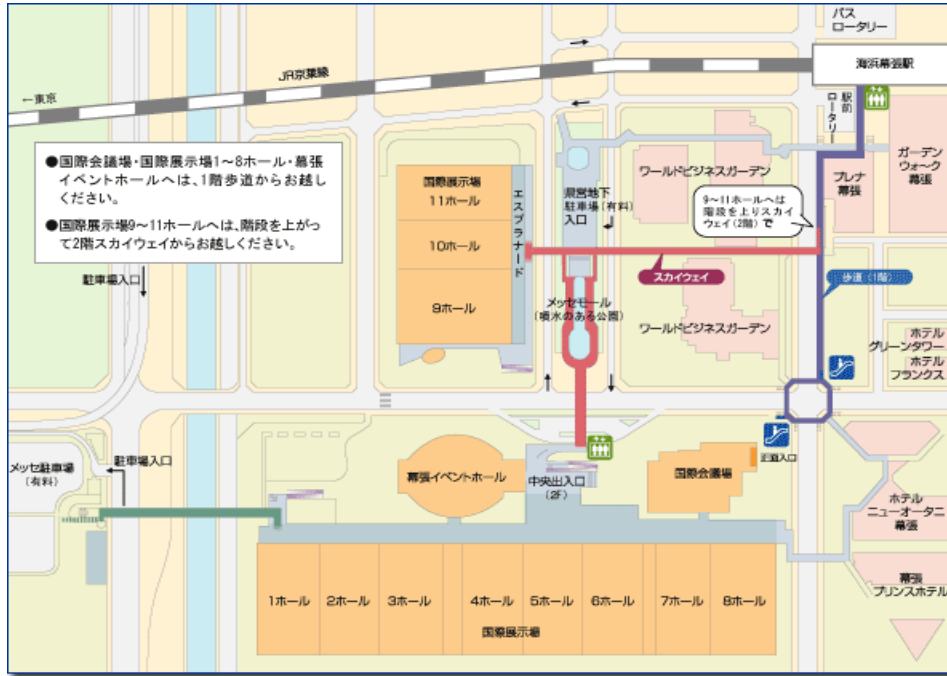 バス
ロータリー
海浜幕張駅
JR京葉線
←東京
駅前
ロータリー
●国際会議場・国際展示場1〜8ホール・幕張
イベントホールへは、1階歩道からお越し
ください。
●国際展示場9〜11ホールへは、階段を上がっ
て2階スカイウェイからお越しください。
国際展示場
11ホール
10ホール
9ホール
エスプラナード
県営地下
駐車場(有料)
入口
ワールドビジネスガーデン
プレナ
幕張
ガーデン
ウォーク
幕張
9〜11ホールへは
階段を上りスカイ
ウェイ(2階)で
スカイウェイ
歩道(1階)
駐車場入口
メッセモール
(噴水のある公園)
ワールドビジネスガーデン
ホテル
グリーンタワー
ホテル
フランクス
メッセ駐車場
(有料)
駐車場入口
幕張イベントホール
中央出入口
(2F)
国際会議場
正面入口
ホテル
ニューオータニ
幕張
幕張
プリンスホテル
1ホール
2ホール
3ホール
4ホール
5ホール
6ホール
7ホール
8ホール
国際展示場